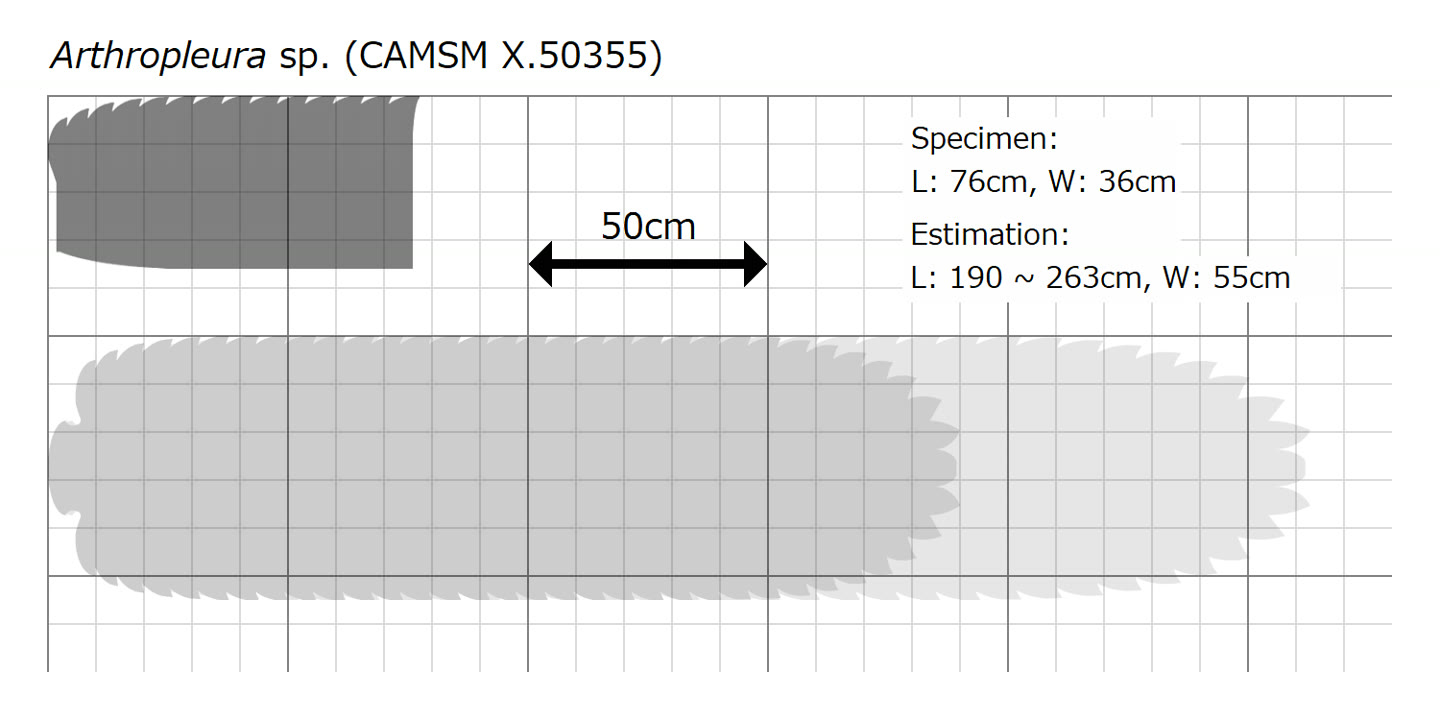 Arthropleura sp. (CAMSM X.50355)
Specimen:
L: 76cm, W: 36cm
50cm
Estimation:
L: 190 ~ 263cm, W: 55cm